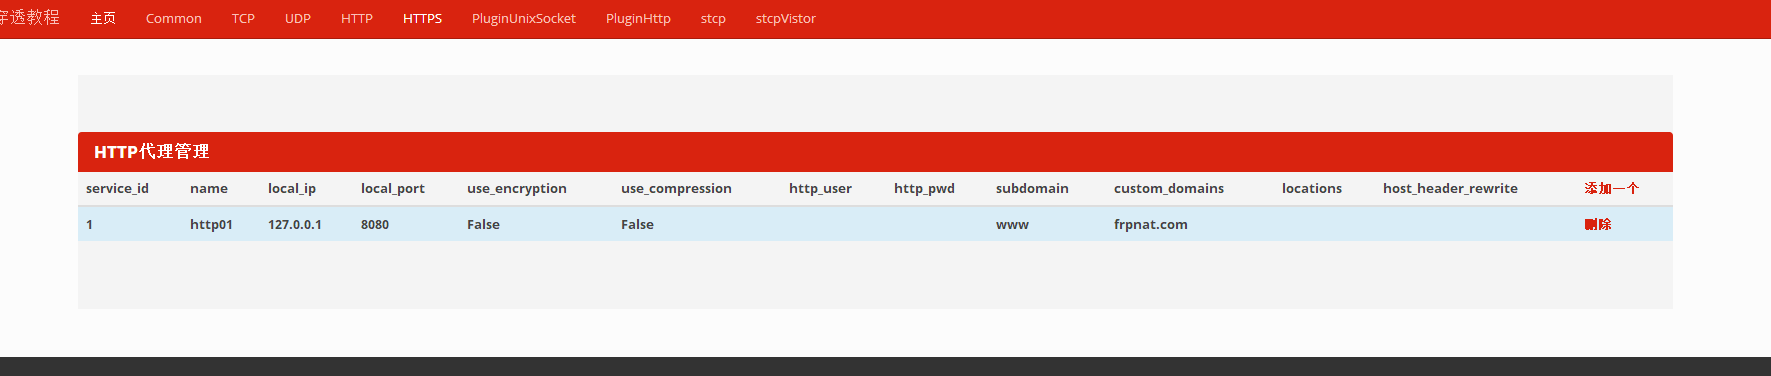 穿透教程 主页 Common TCP UDP HTTP HTTPS PluginUnixSocket PluginHttp stcp stcpVistor
HTTP代理管理
service_id name local_ip local_port use_encryption use_compression http_user http_pwd subdomain custom_domains locations host_header_rewrite 添加一个
1 http01 127.0.0.1 8080 False False www frpnat.com 删除